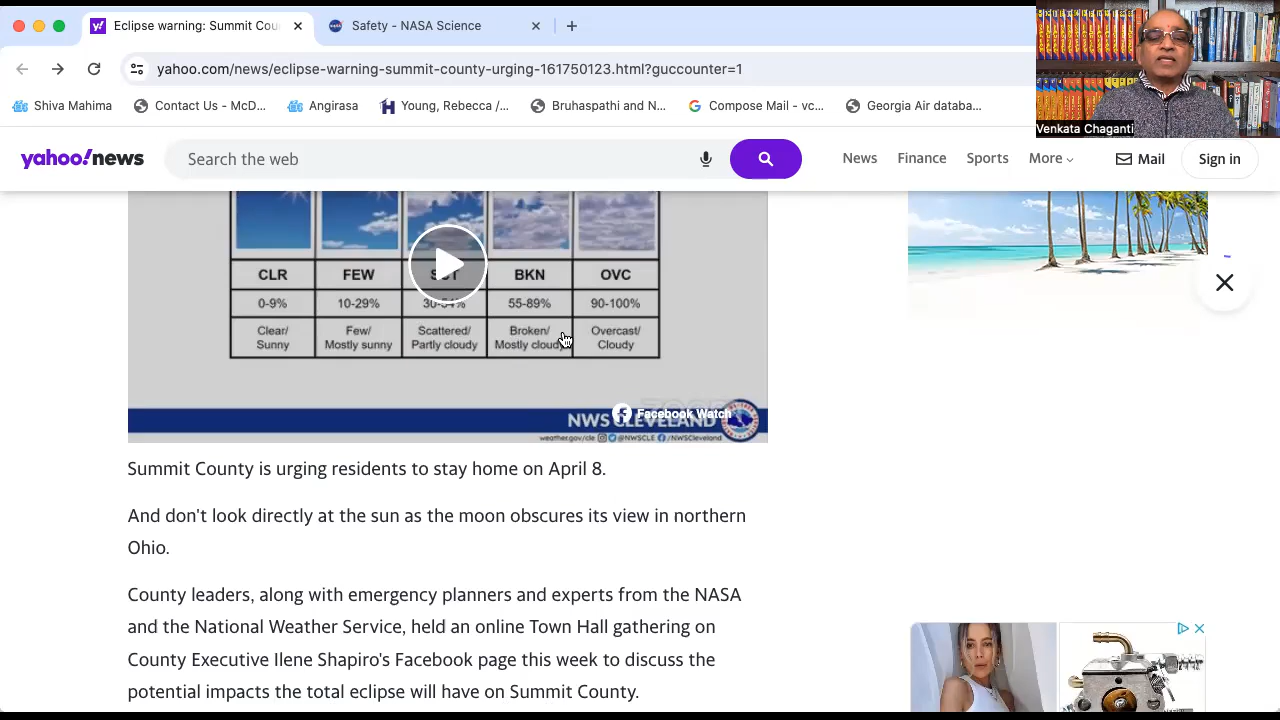 Eclipse warning: Summit Cou
Safety - NASA Science
yahoo.com/news/eclipse-warning-summit-county-urging-161750123.html?guccounter=1
Shiva Mahima
Contact Us - McD...
Angirasa
Young, Rebecca /...
Bruhaspathi and N...
Compose Mail - vc...
Georgia Air databa...
Venkata Chaganti
yahoo!news
Search the web
News
Finance
Sports
More
Mail
Sign in
CLR FEW BKN OVC
0-9% 10-29% 55-89% 90-100%
Clear/ Few/ Scattered/ Broken/ Overcast/
Sunny Mostly sunny Partly cloudy Mostly cloudy Cloudy
NWS CLEVELAND
Facebook Watch
weather.gov/cle @NWSCLE /NWSCleveland
Summit County is urging residents to stay home on April 8.
And don't look directly at the sun as the moon obscures its view in northern
Ohio.
County leaders, along with emergency planners and experts from the NASA
and the National Weather Service, held an online Town Hall gathering on
County Executive Ilene Shapiro's Facebook page this week to discuss the
potential impacts the total eclipse will have on Summit County.